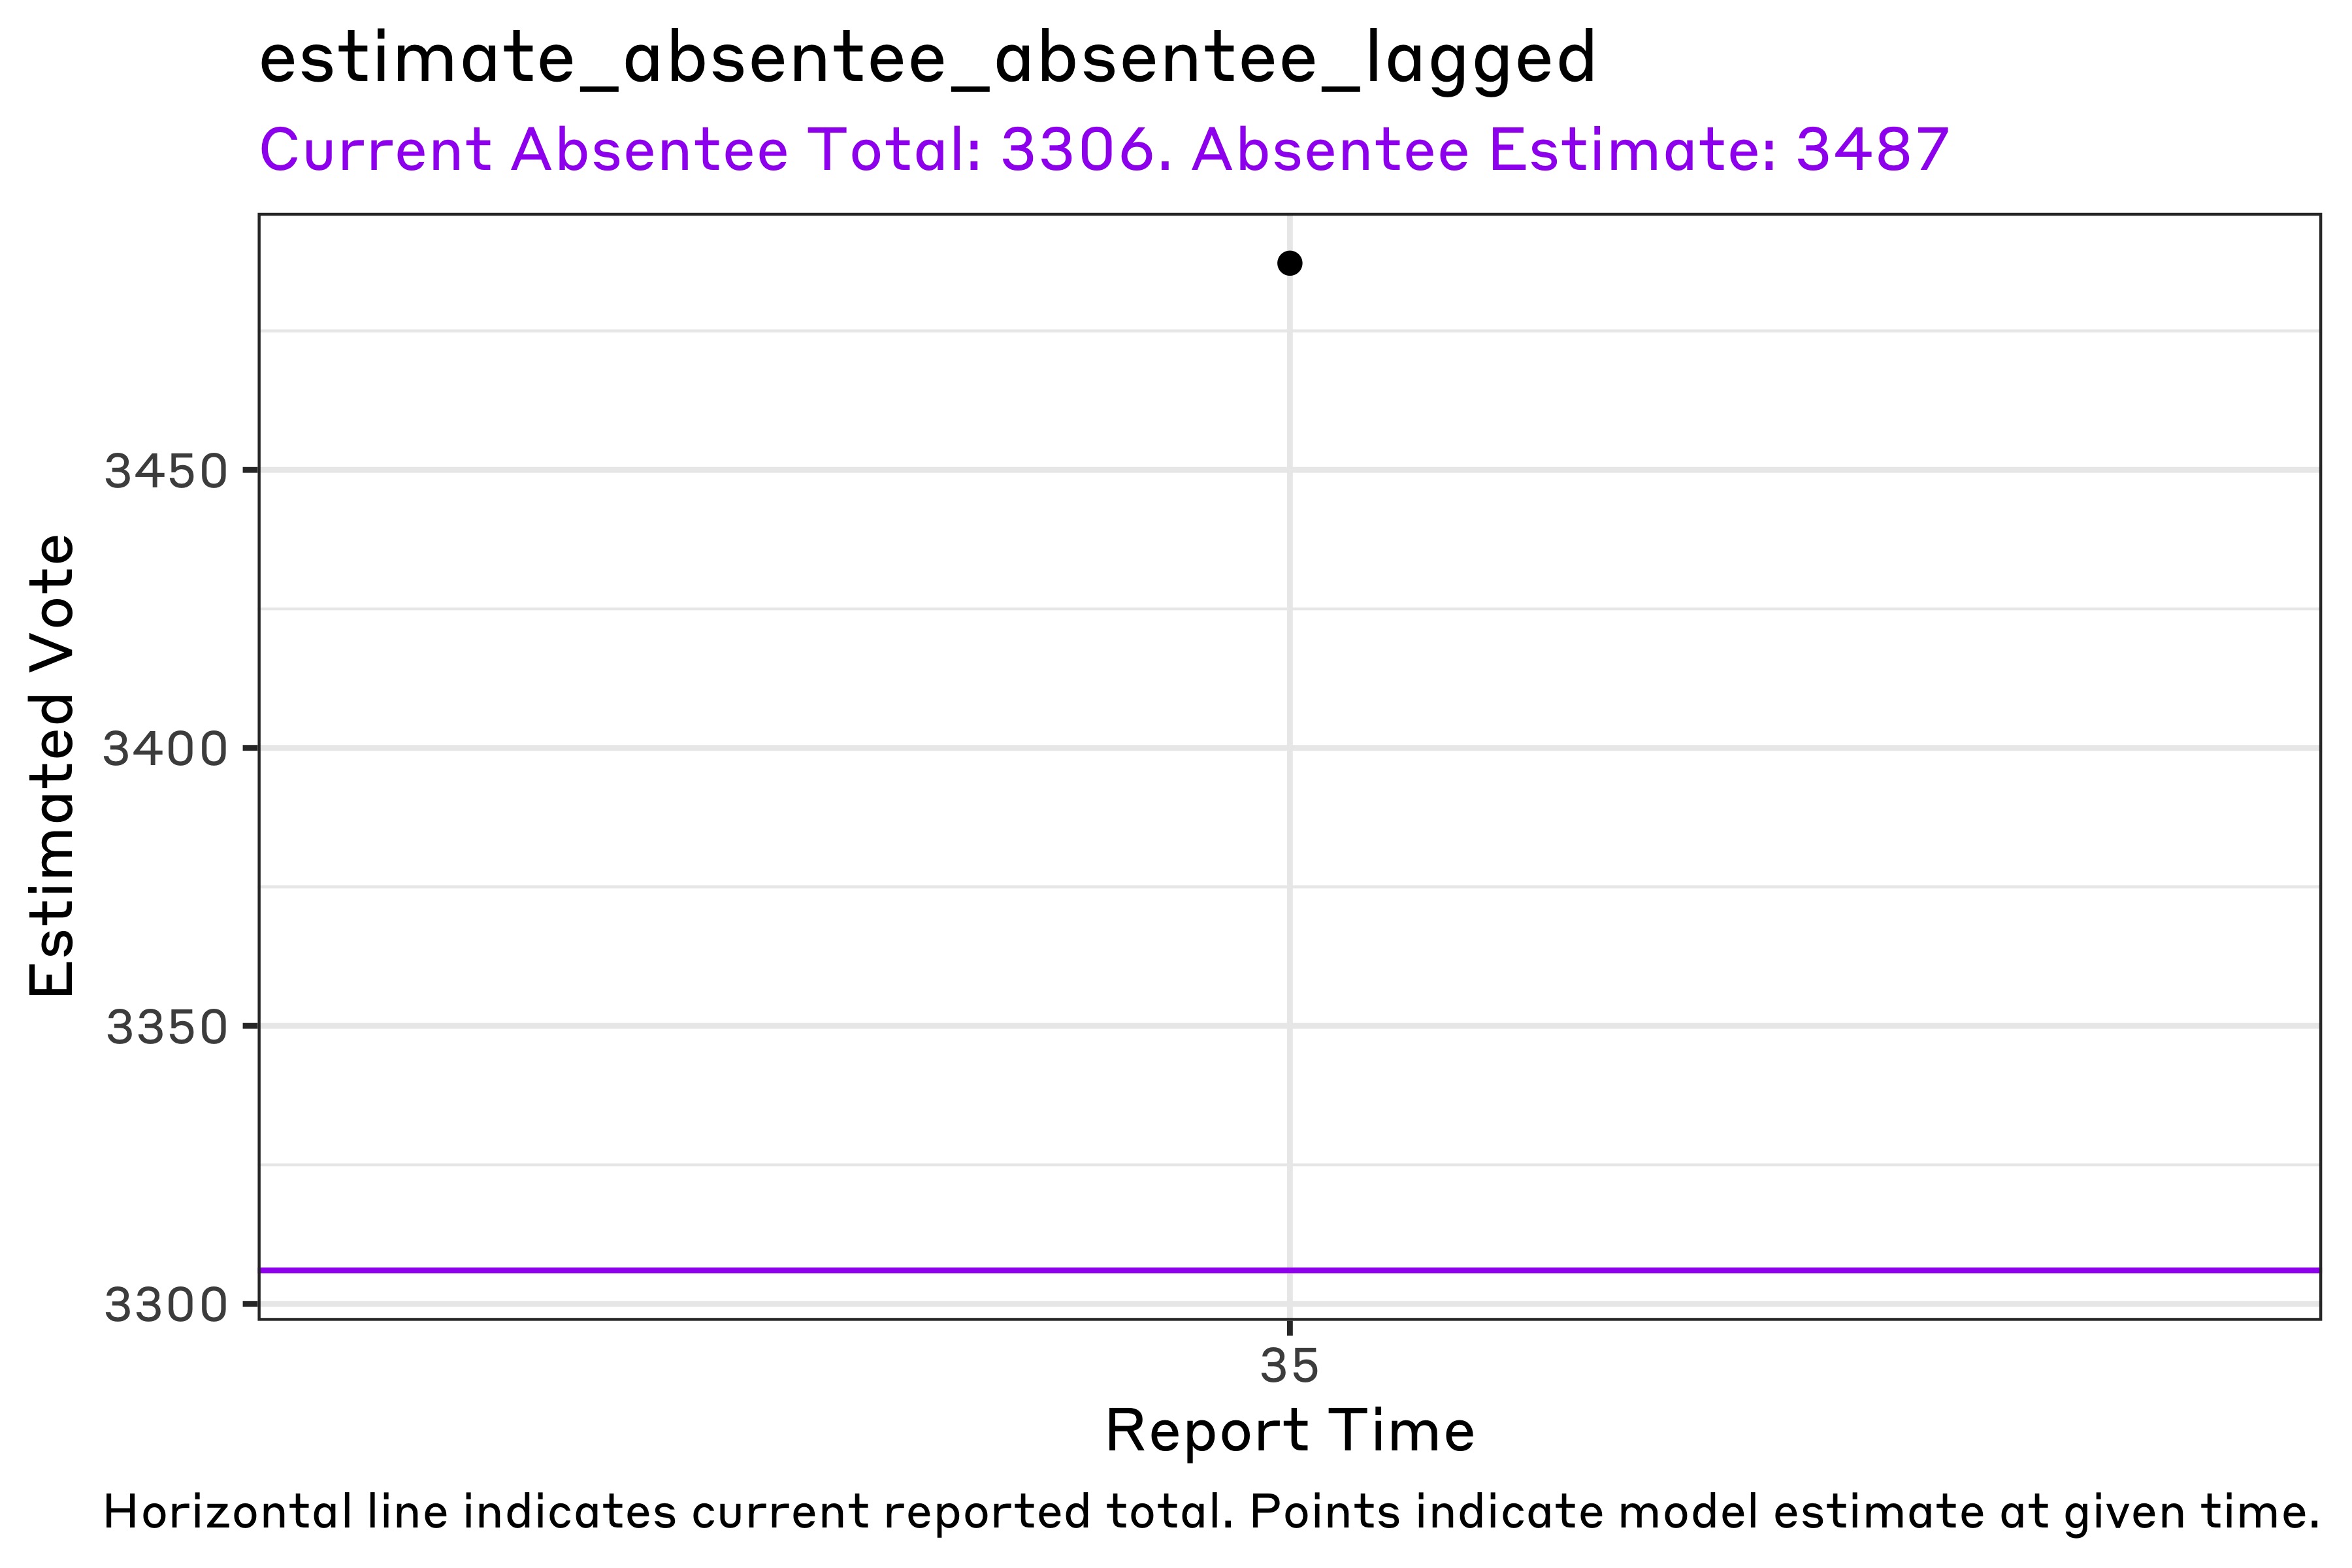 estimate_absentee_absentee_lagged
Current Absentee Total: 3306. Absentee Estimate: 3487
Estimated Vote
3450
3400
3350
3300
35
Report Time
Horizontal line indicates current reported total. Points indicate model estimate at given time.